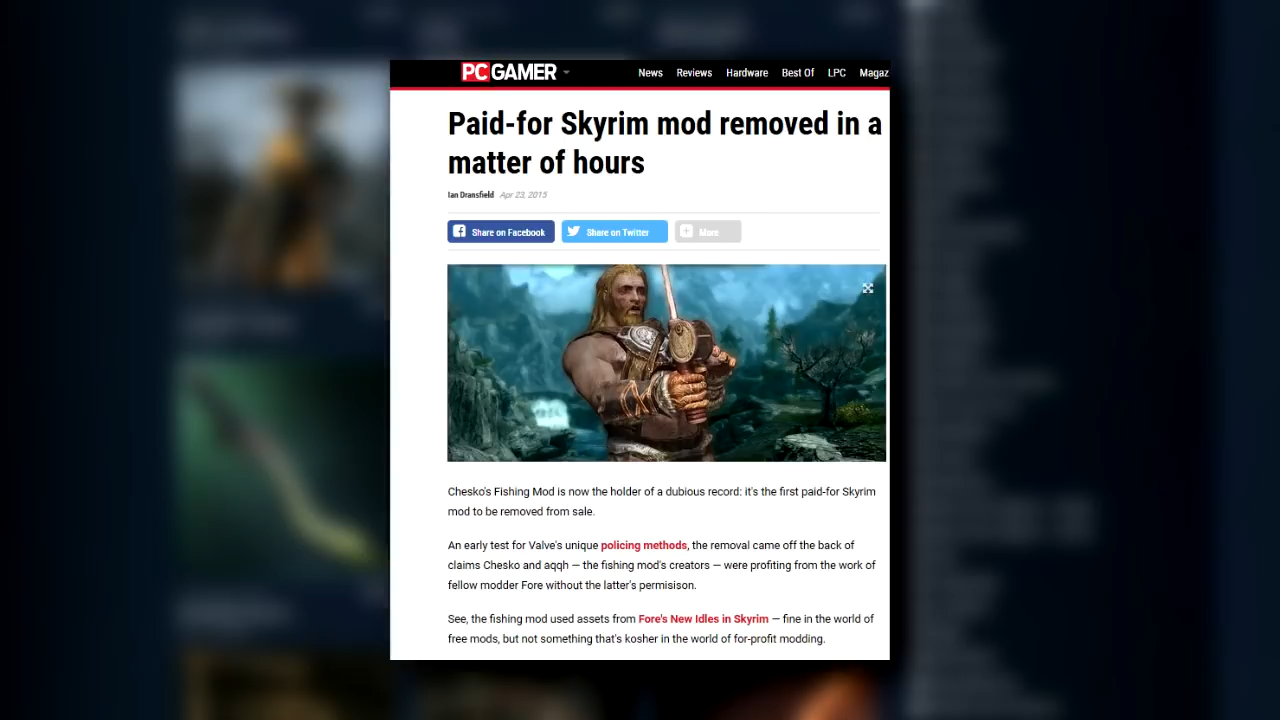 PC GAMER
News Reviews Hardware Best Of LPC Magaz
Paid-for Skyrim mod removed in a
matter of hours
Ian Dransfield Apr 23, 2015
Share on Facebook Share on Twitter More
Chesko's Fishing Mod is now the holder of a dubious record: it's the first paid-for Skyrim
mod to be removed from sale.
An early test for Valve's unique policing methods, the removal came off the back of
claims Chesko and aqqh — the fishing mod's creators — were profiting from the work of
fellow modder Fore without the latter's permisison.
See, the fishing mod used assets from Fore's New Idles in Skyrim — fine in the world of
free mods, but not something that's kosher in the world of for-profit modding.